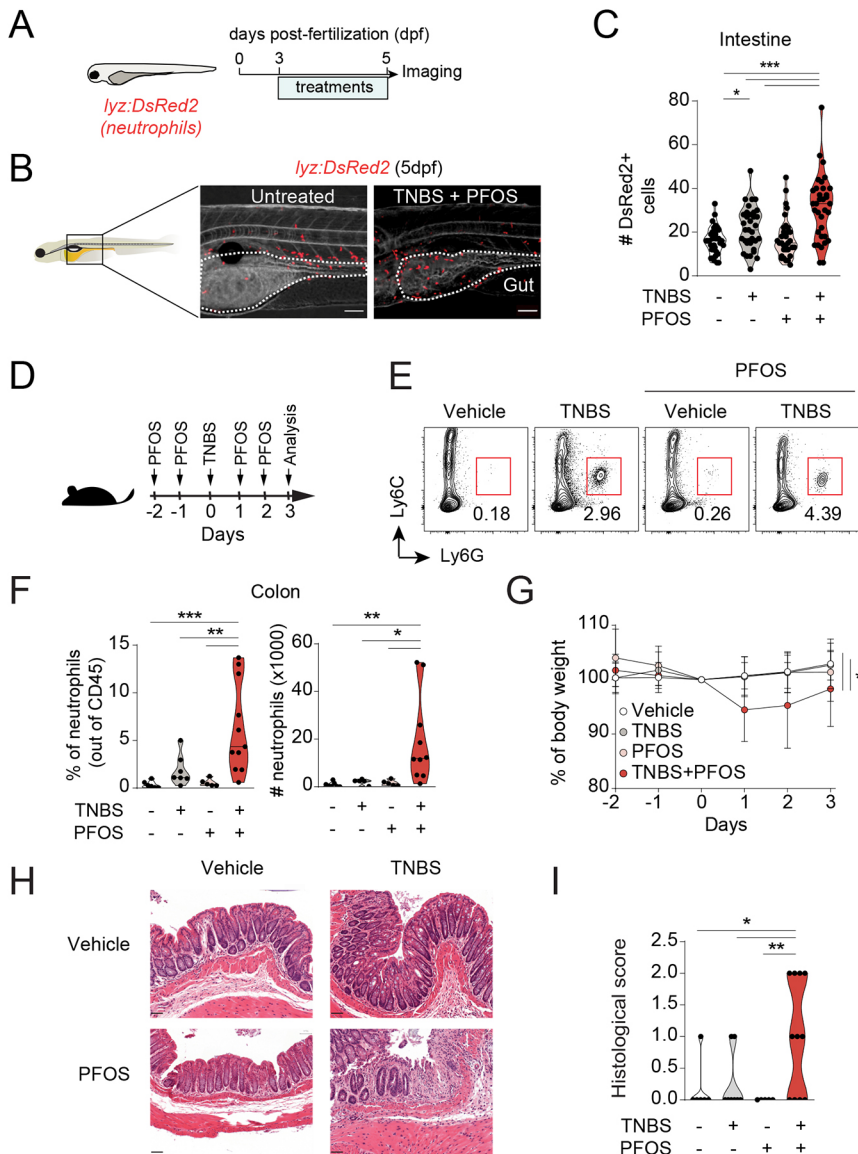 A
days post-fertilization (dpf)
0 3 5
Imaging
treatments
lyz:DsRed2
(neutrophils)
B
lyz:DsRed2 (5dpf)
Untreated
TNBS + PFOS
Gut
C
Intestine
*
***
# DsRed2+
cells
80
60
40
20
0
TNBS - + - +
PFOS - - + +
D
PFOS
PFOS
TNBS
PFOS
PFOS
Analysis
-2 -1 0 1 2 3
Days
E
PFOS
Vehicle TNBS Vehicle TNBS
Ly6C
0.18 2.96 0.26 4.39
Ly6G
F
Colon
***
**
% of neutrophils
(out of CD45)
15
10
5
0
TNBS - + - +
PFOS - - + +
**
*
# neutrophils (x1000)
60
40
20
0
- + - +
- - + +
G
% of body weight
110
100
90
80
Vehicle
TNBS
PFOS
TNBS+PFOS
*
-2 -1 0 1 2 3
Days
H
Vehicle TNBS
Vehicle
PFOS
I
*
**
Histological score
2.5
2.0
1.5
1.0
0.5
0.0
TNBS - + - +
PFOS - - + +